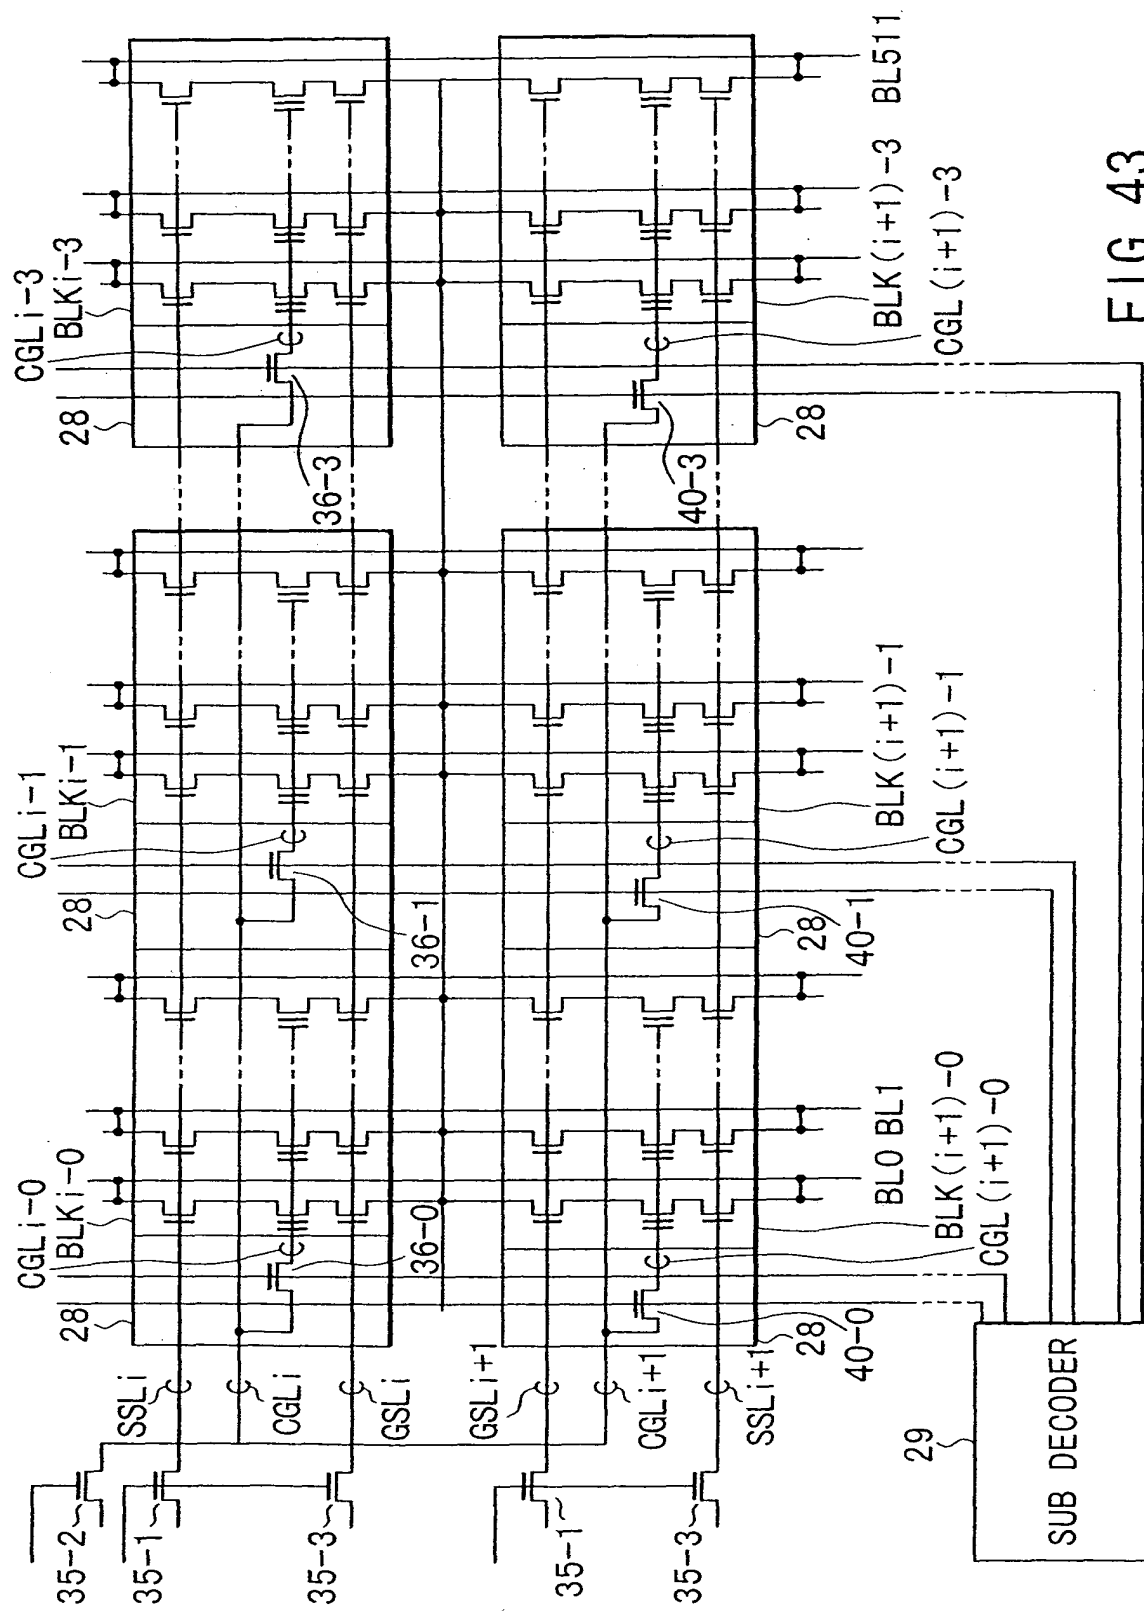 CGLi-0
BLKi-0
28
CGLi-1
BLKi-1
28
CGLi-3
BLKi-3
28
35-2
35-1
35-3
SSLi
CGLi
GSLi
36-0
36-1
36-3
35-1
35-3
GSLi+1
CGLi+1
SSLi+1
28
40-0
28
40-1
28
40-3
BL0 BL1
BL511
BLK(i+1)-0
CGL(i+1)-0
BLK(i+1)-1
CGL(i+1)-1
BLK(i+1)-3
CGL(i+1)-3
29
SUB DECODER
FIG 43